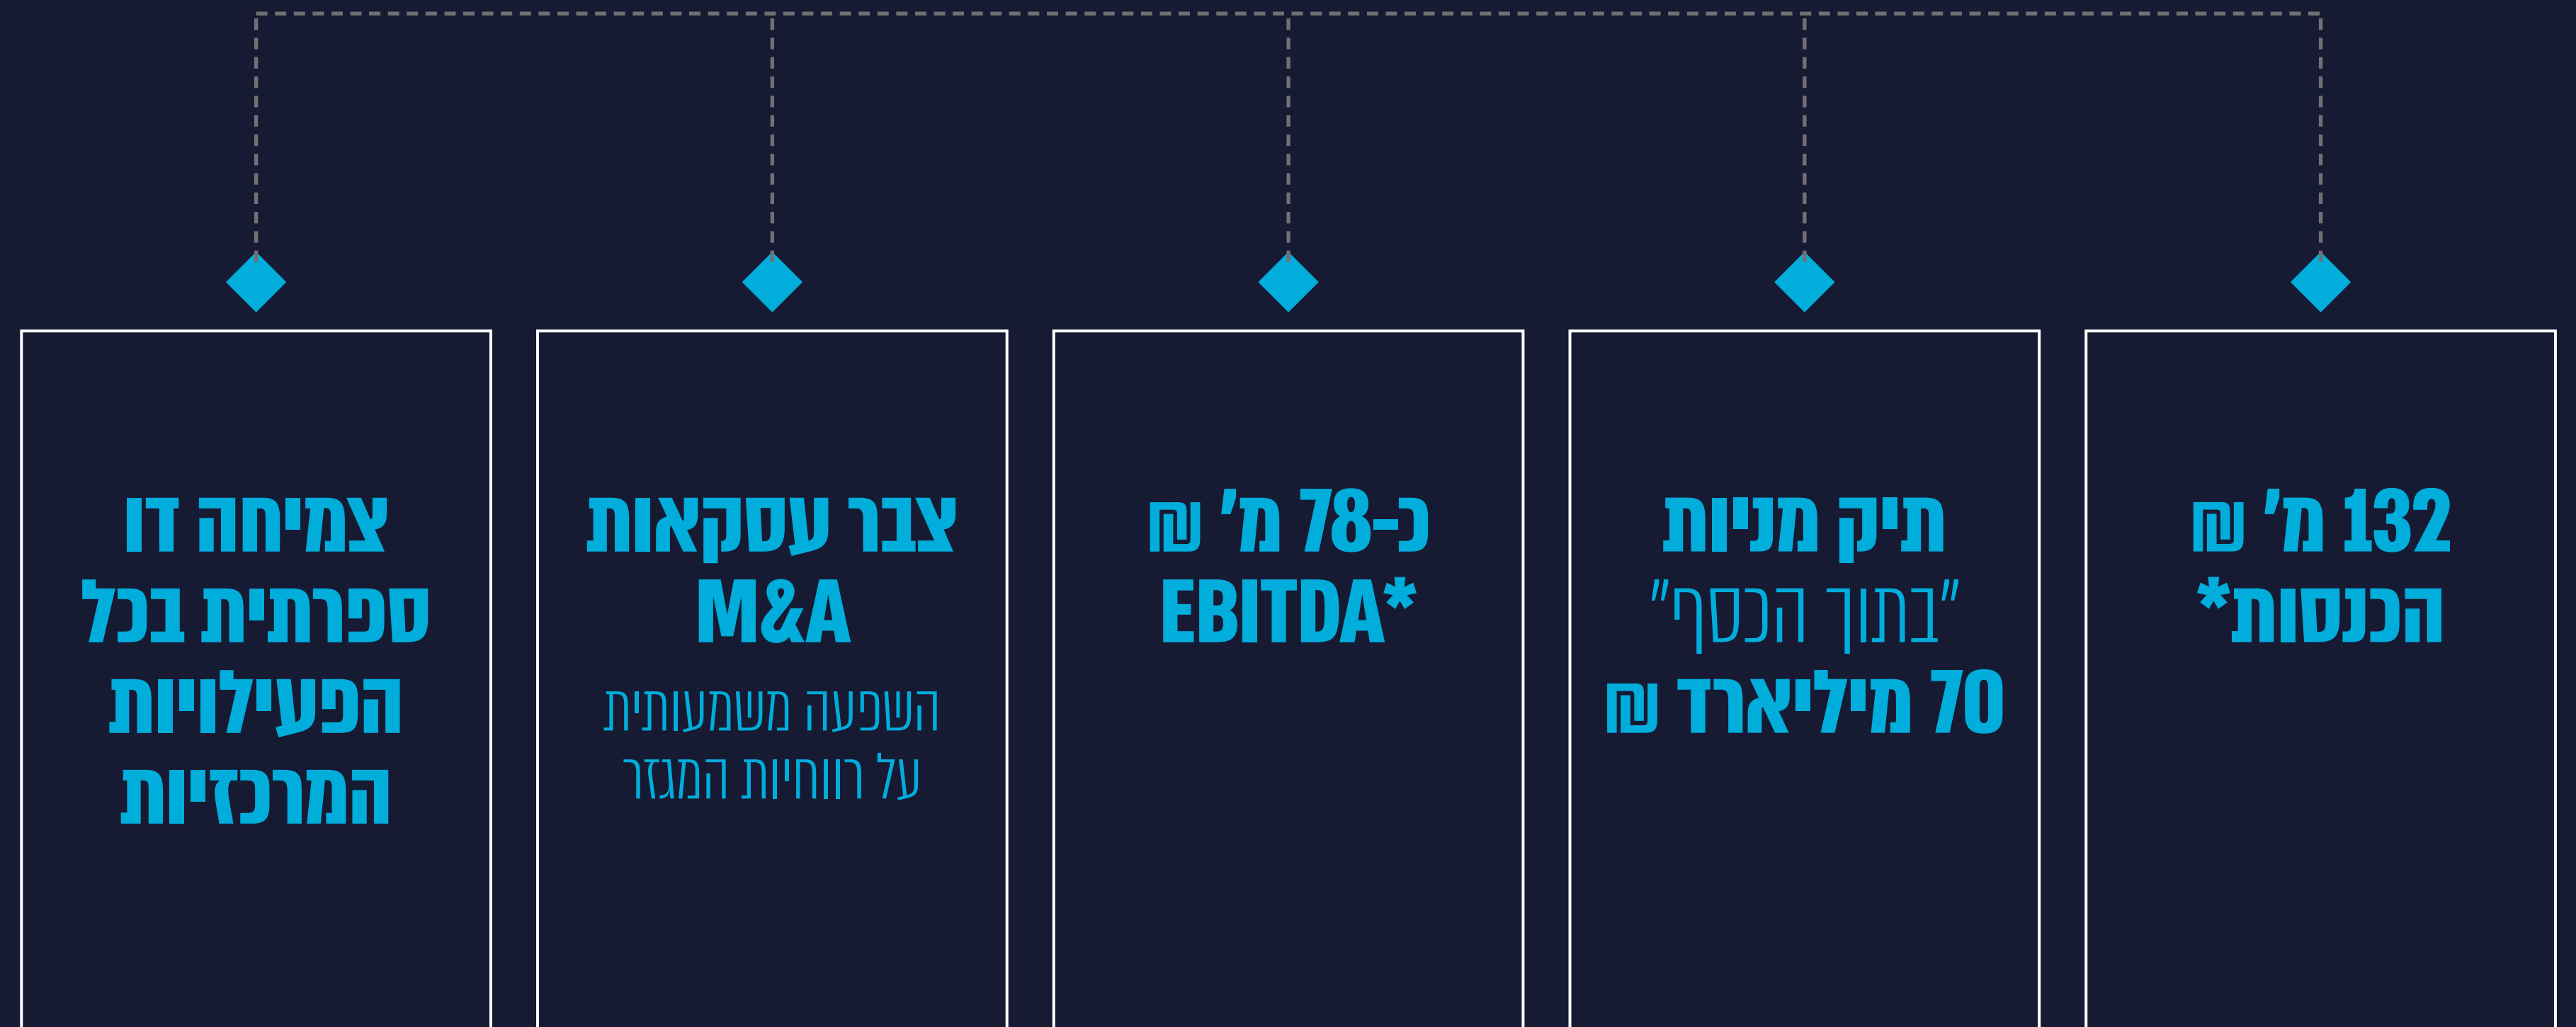 132 מ' ₪
הכנסות*
תיק מניות
"בתוך הכסף"
70 מיליארד ₪
כ-78 מ' ₪
EBITDA*
צבר עסקאות
M&A
השפעה משמעותית
על רווחיות המגזר
צמיחה דו
ספרתית בכל
הפעילויות
המרכזיות